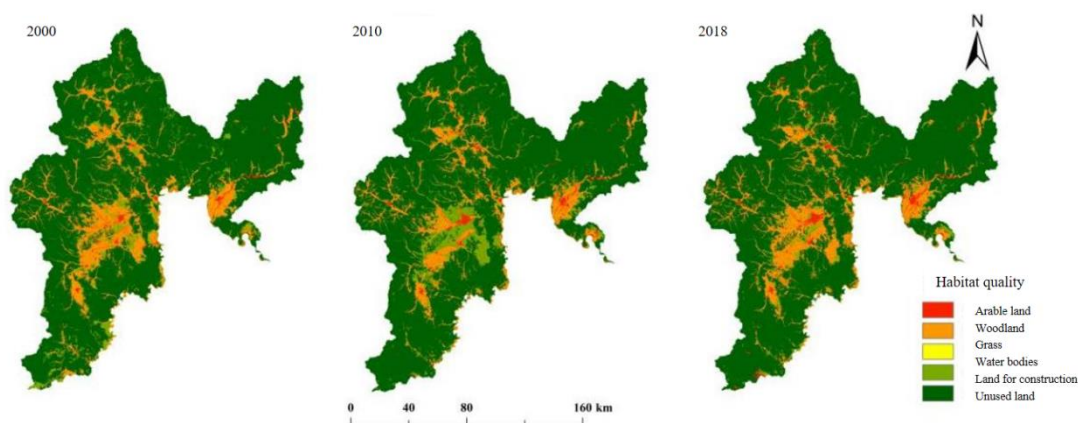 2000
2010
2018
N
Habitat quality
Arable land
Woodland
Grass
Water bodies
Land for construction
Unused land
0 40 80 160 km